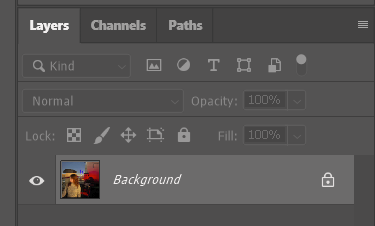 Layers Channels Paths
Kind
Normal Opacity: 100%
Lock: Fill: 100%
Background